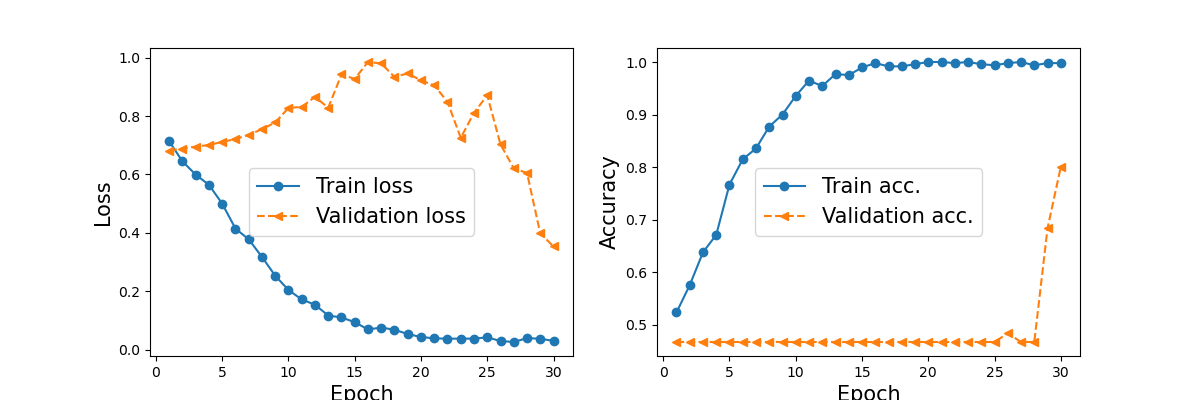 1.0
0.8
0.6
0.4
0.2
0.0
Loss
Train loss
Validation loss
0 5 10 15 20 25 30
Epoch
1.0
0.9
0.8
0.7
0.6
0.5
Accuracy
Train acc.
Validation acc.
0 5 10 15 20 25 30
Epoch